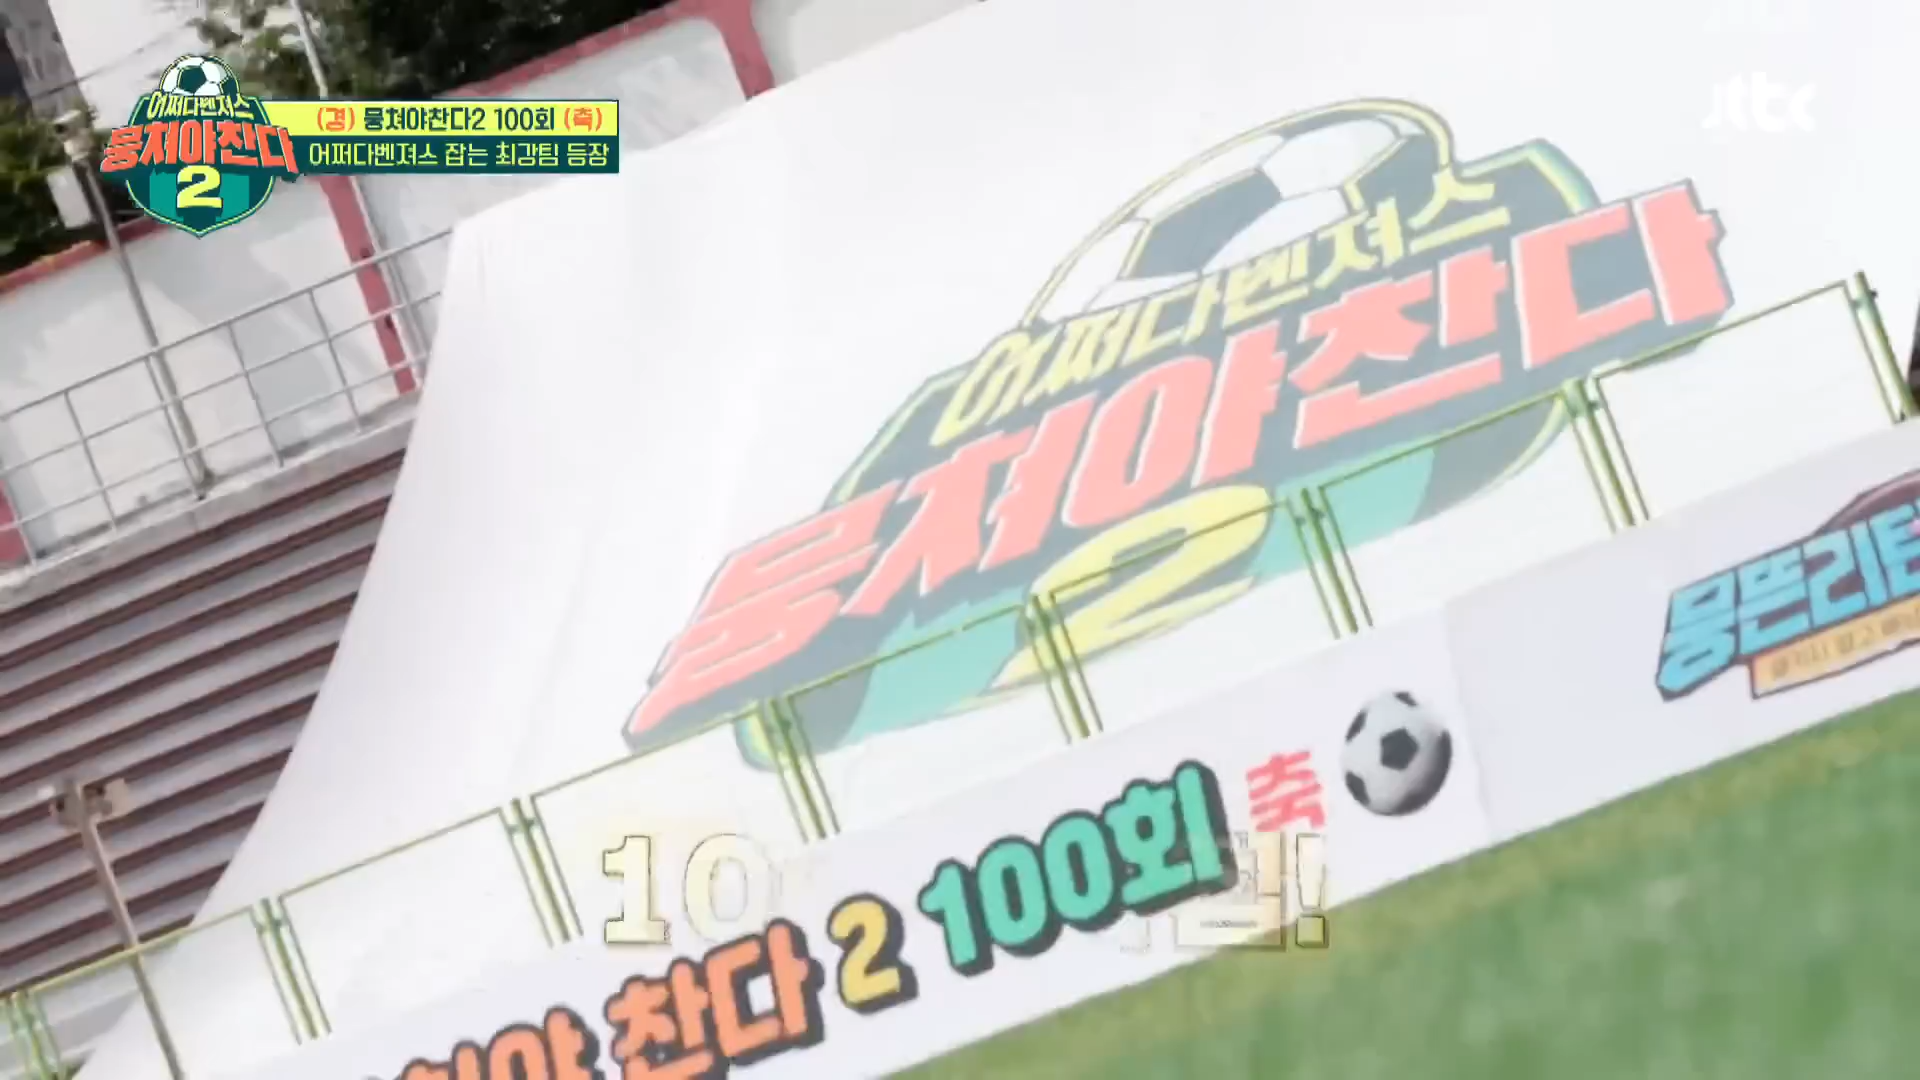 어쩌다벤져스
뭉쳐야찬다
2
(경) 뭉쳐야찬다2 100회 (축)
어쩌다벤져스 잡는 최강팀 등장
jtbc
어쩌다벤져스
뭉쳐야찬다
2
뭉뜬리턴
야 찬다 2 100회 축
10